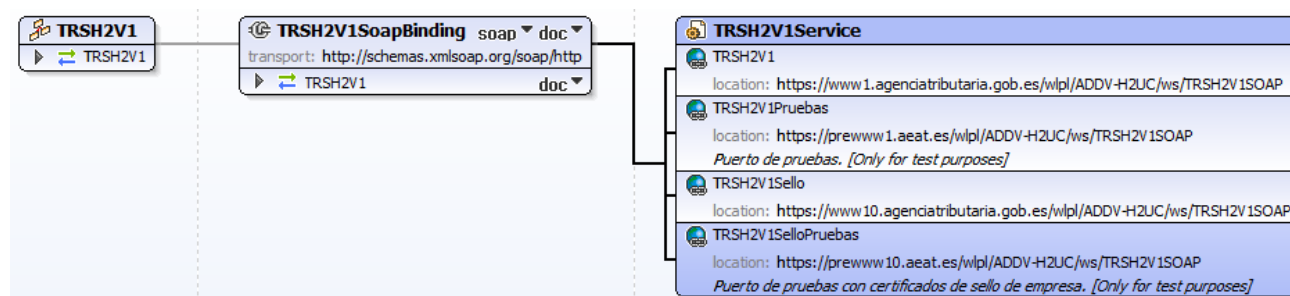 TRSH2V1
TRSH2V1
TRSH2V1SoapBinding soap doc
transport: http://schemas.xmlsoap.org/soap/http
TRSH2V1 doc
TRSH2V1Service
TRSH2V1
location: https://www1.agenciatributaria.gob.es/wlpl/ADDV-H2UC/ws/TRSH2V1SOAP
TRSH2V1Pruebas
location: https://prewww1.aeat.es/wlpl/ADDV-H2UC/ws/TRSH2V1SOAP
Puerto de pruebas. [Only for test purposes]
TRSH2V1Sello
location: https://www10.agenciatributaria.gob.es/wlpl/ADDV-H2UC/ws/TRSH2V1SOAP
TRSH2V1SelloPruebas
location: https://prewww10.aeat.es/wlpl/ADDV-H2UC/ws/TRSH2V1SOAP
Puerto de pruebas con certificados de sello de empresa. [Only for test purposes]